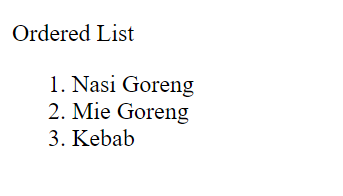 Ordered List
1. Nasi Goreng
2. Mie Goreng
3. Kebab